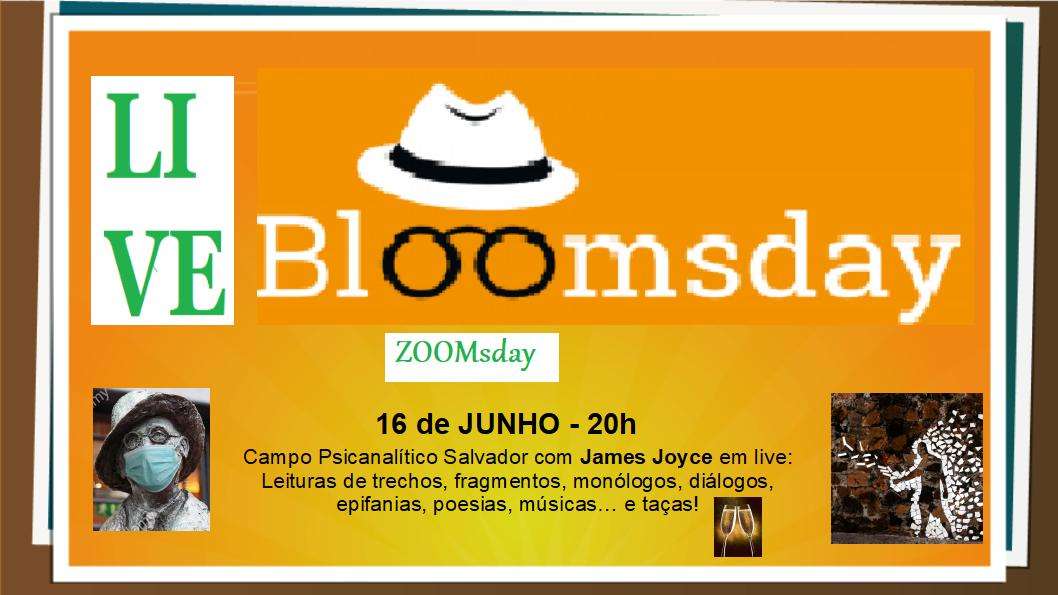 LI
VE
Bloomsday
ZOOMsday
16 de JUNHO - 20h
Campo Psicanalítico Salvador com James Joyce em live:
Leituras de trechos, fragmentos, monólogos, diálogos,
epifanias, poesias, músicas... e taças!